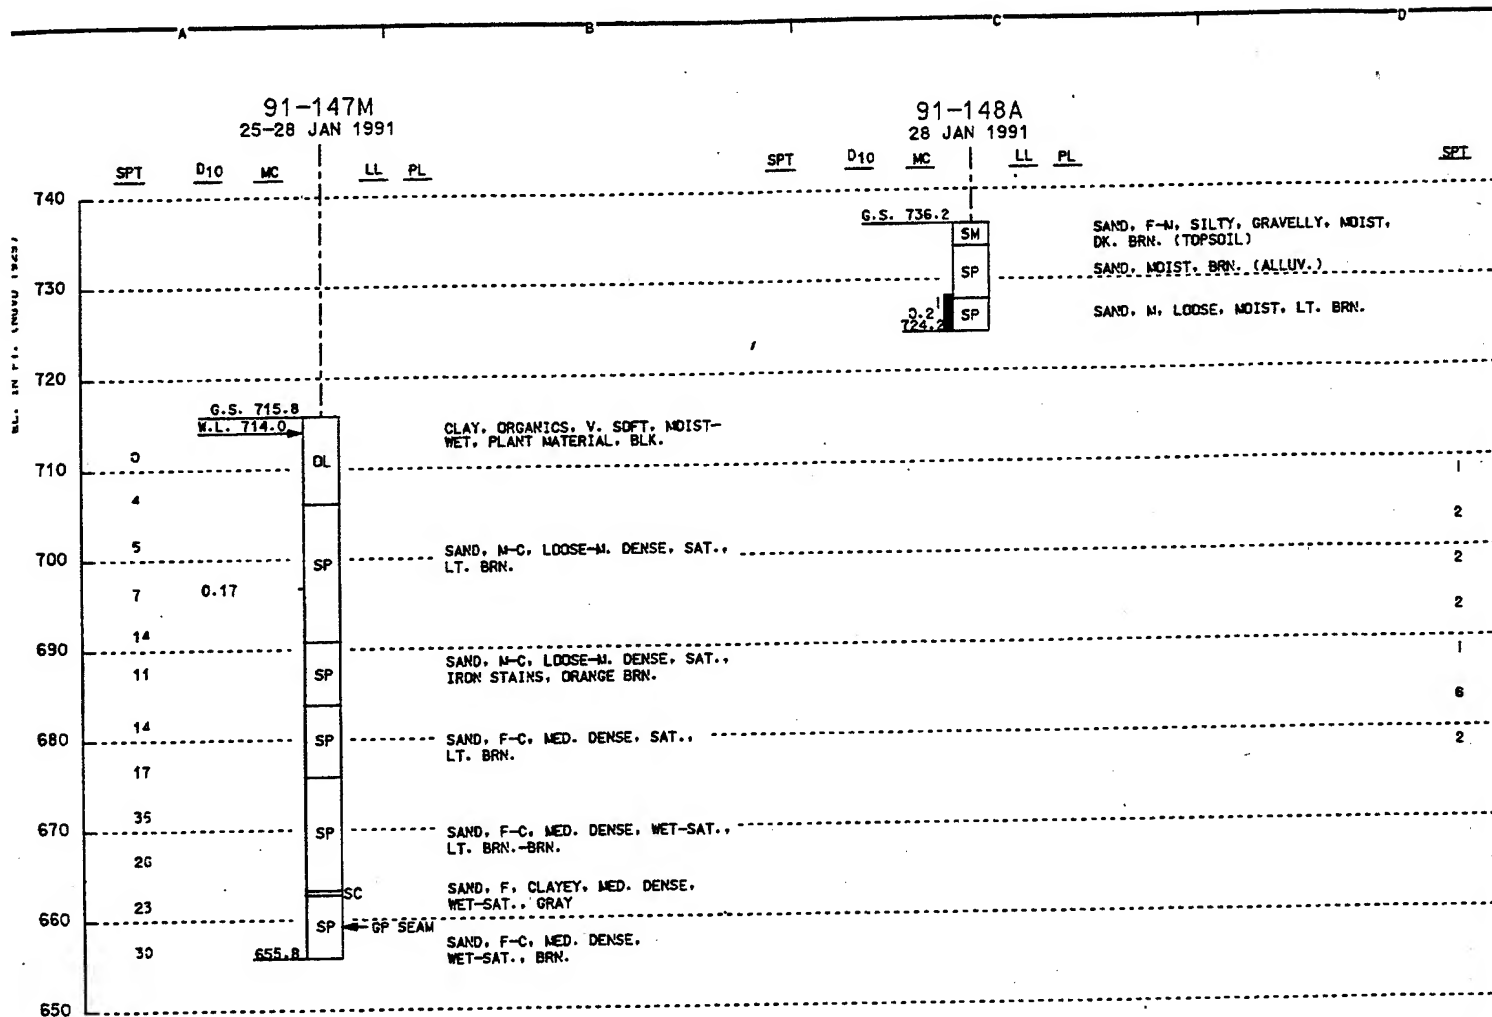 A B C D
91-147M
25-28 JAN 1991
SPT D10 MC LL PL
91-148A
28 JAN 1991
SPT D10 MC LL PL
SPT
740
G.S. 736.2
SM
SAND, F-M, SILTY, GRAVELLY, MOIST,
DK. BRN. (TOPSOIL)
SP
SAND, MOIST, BRN. (ALLUV.)
730
0.2
724.2
SP
SAND, M, LOOSE, MOIST, LT. BRN.
720
G.S. 715.8
W.L. 714.0
CLAY, ORGANICS, V. SOFT, MOIST-
WET, PLANT MATERIAL, BLK.
0
OL
710
1
4
2
5
SAND, M-C, LOOSE-M. DENSE, SAT.,
LT. BRN.
700
SP
2
7 0.17
2
14
690
1
SAND, M-C, LOOSE-M. DENSE, SAT.,
IRON STAINS, ORANGE BRN.
11
SP
6
14
680
SP
SAND, F-C, MED. DENSE, SAT.,
LT. BRN.
2
17
35
670
SP
SAND, F-C, MED. DENSE, WET-SAT.,
LT. BRN.-BRN.
26
SC
SAND, F, CLAYEY, MED. DENSE,
WET-SAT., GRAY
23
660
SP
GP SEAM
SAND, F-C, MED. DENSE,
WET-SAT., BRN.
30
655.8
650
EL. IN FT.